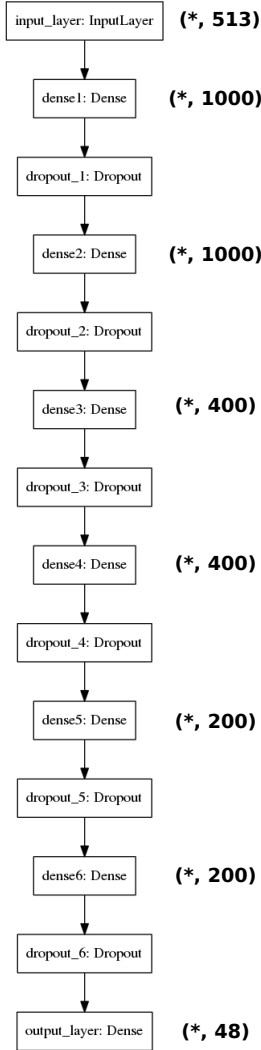 input_layer: InputLayer (*, 513)
dense1: Dense (*, 1000)
dropout_1: Dropout
dense2: Dense (*, 1000)
dropout_2: Dropout
dense3: Dense (*, 400)
dropout_3: Dropout
dense4: Dense (*, 400)
dropout_4: Dropout
dense5: Dense (*, 200)
dropout_5: Dropout
dense6: Dense (*, 200)
dropout_6: Dropout
output_layer: Dense (*, 48)